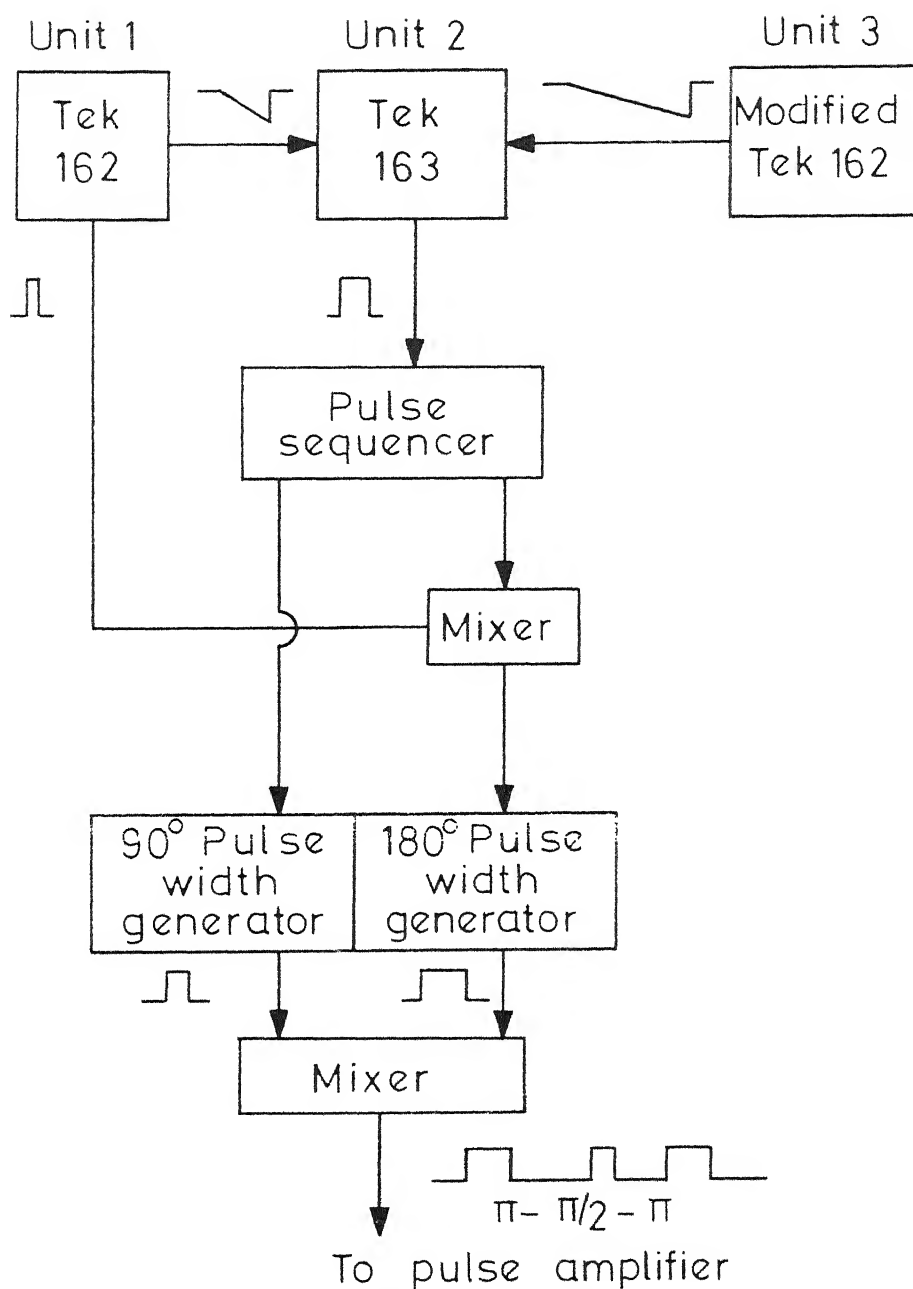 Unit 1
Unit 2
Unit 3
Tek
162
Tek
163
Modified
Tek 162
Pulse
sequencer
Mixer
90° Pulse
width
generator
180° Pulse
width
generator
Mixer
π - π/2 - π
To pulse amplifier